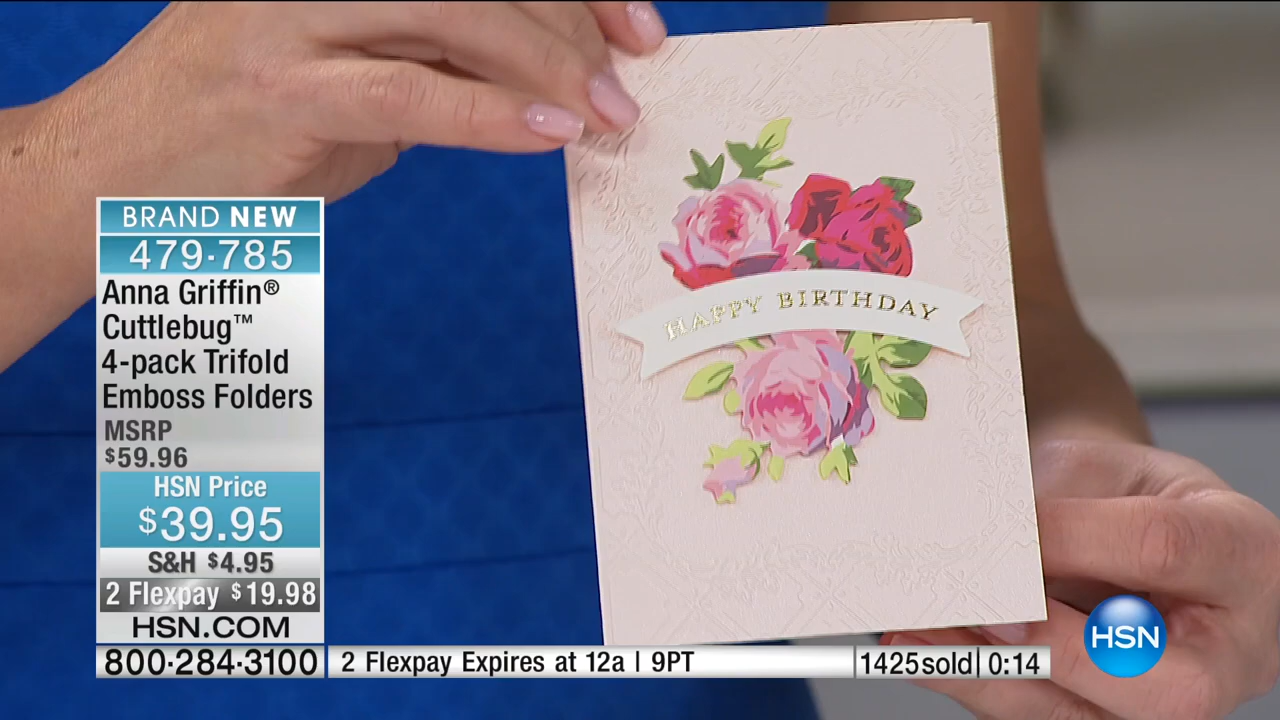 HAPPY BIRTHDAY
BRAND NEW
479·785
Anna Griffin®
Cuttlebug™
4-pack Trifold
Emboss Folders
MSRP
$59.96
HSN Price
$39.95
S&H $4.95
2 Flexpay $19.98
HSN.COM
800·284·3100
2 Flexpay Expires at 12a | 9PT
1425sold
0:14
HSN